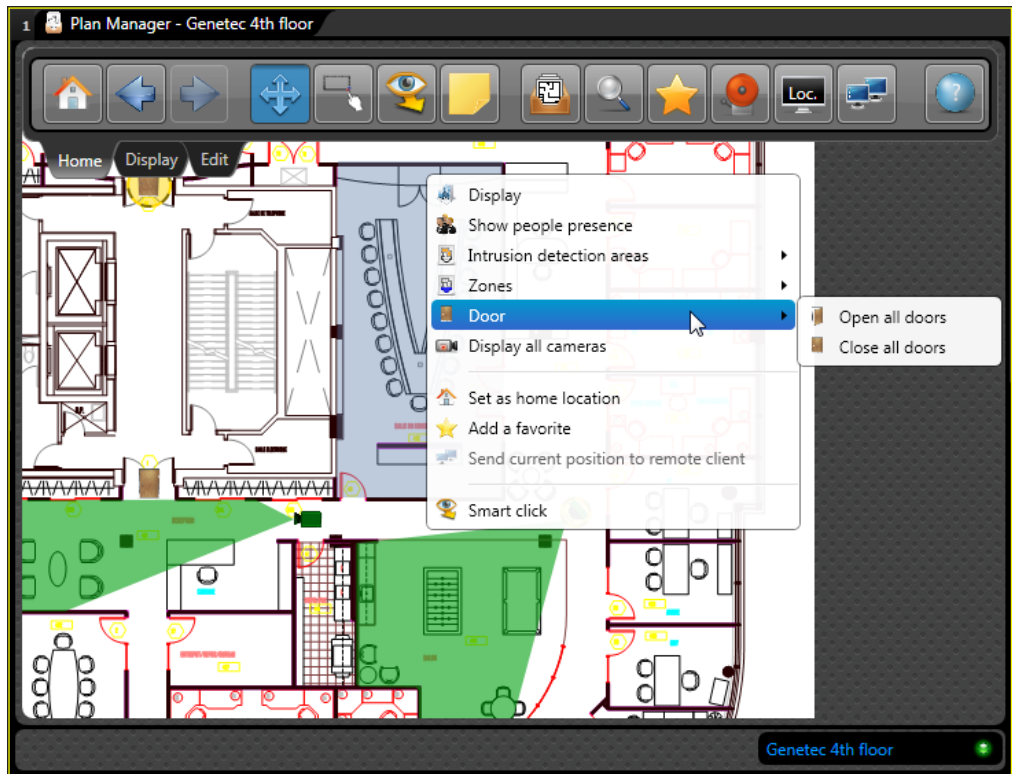 1 Plan Manager - Genetec 4th floor
Loc.
?
Home Display Edit
Display
Show people presence
Intrusion detection areas
Zones
Door
Open all doors
Display all cameras
Close all doors
Set as home location
Add a favorite
Send current position to remote client
Smart click
Genetec 4th floor